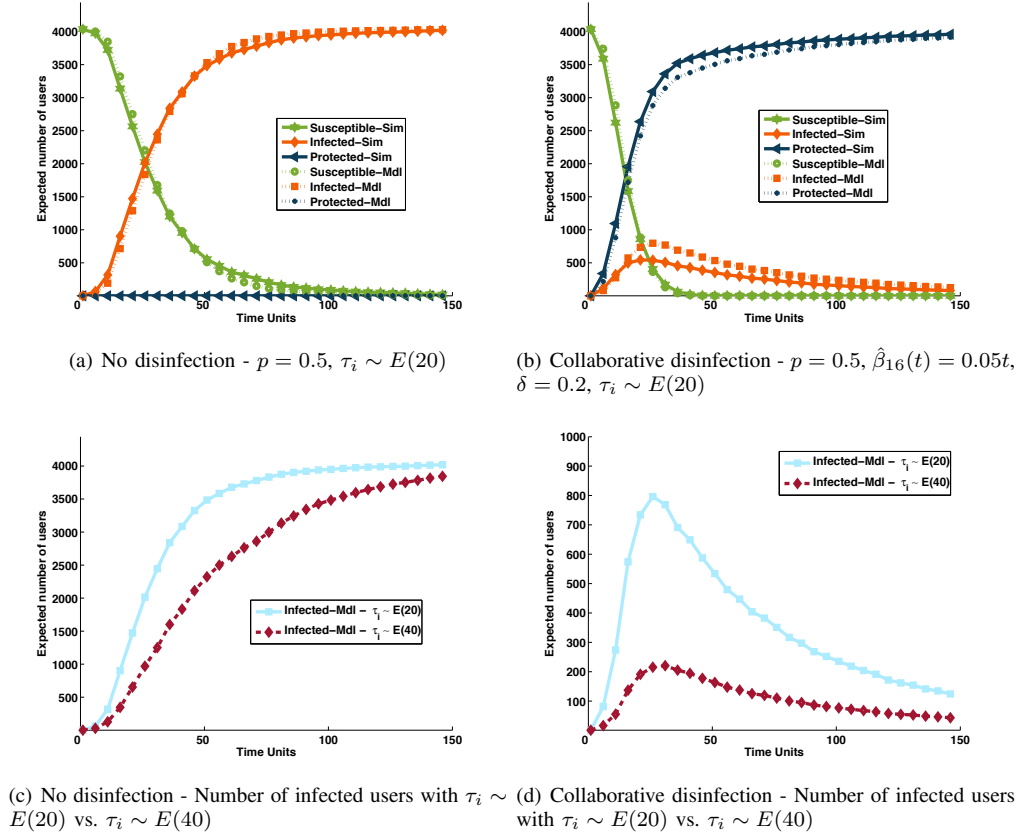 4000
3500
3000
2500
2000
1500
1000
500
0
50
100
150
Expected number of users
Time Units
Susceptible−Sim
Infected−Sim
Protected−Sim
Susceptible−Mdl
Infected−Mdl
Protected−Mdl
(a) No disinfection - p = 0.5, τi ∼ E(20)
4000
3500
3000
2500
2000
1500
1000
500
0
50
100
150
Expected number of users
Time Units
Susceptible−Sim
Infected−Sim
Protected−Sim
Susceptible−Mdl
Infected−Mdl
Protected−Mdl
(b) Collaborative disinfection - p = 0.5, β̂16(t) = 0.05t,
δ = 0.2, τi ∼ E(20)
4000
3500
3000
2500
2000
1500
1000
500
0
50
100
150
Expected number of users
Time Units
Infected−Mdl − τi ~ E(20)
Infected−Mdl − τi ~ E(40)
(c) No disinfection - Number of infected users with τi ∼
E(20) vs. τi ∼ E(40)
1000
900
800
700
600
500
400
300
200
100
0
50
100
150
Expected number of users
Time Units
Infected−Mdl − τi ~ E(20)
Infected−Mdl − τi ~ E(40)
(d) Collaborative disinfection - Number of infected users
with τi ∼ E(20) vs. τi ∼ E(40)